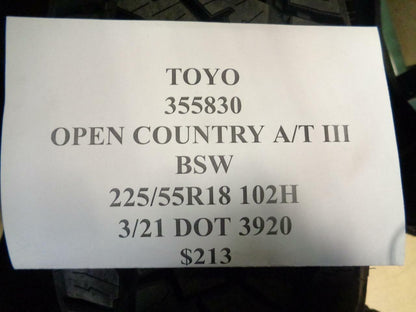 TOYO
355830
OPEN COUNTRY A/T III
BSW
225/55R18 102H
3/21 DOT 3920
$213